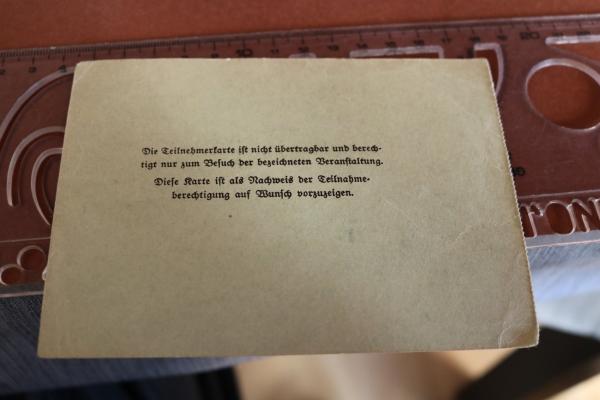 Die Teilnehmerkarte ist nicht übertragbar und berech-
tigt nur zum Besuch der bezeichneten Veranstaltung.
Diese Karte ist als Nachweis der Teilnahme-
berechtigung auf Wunsch vorzuzeigen.